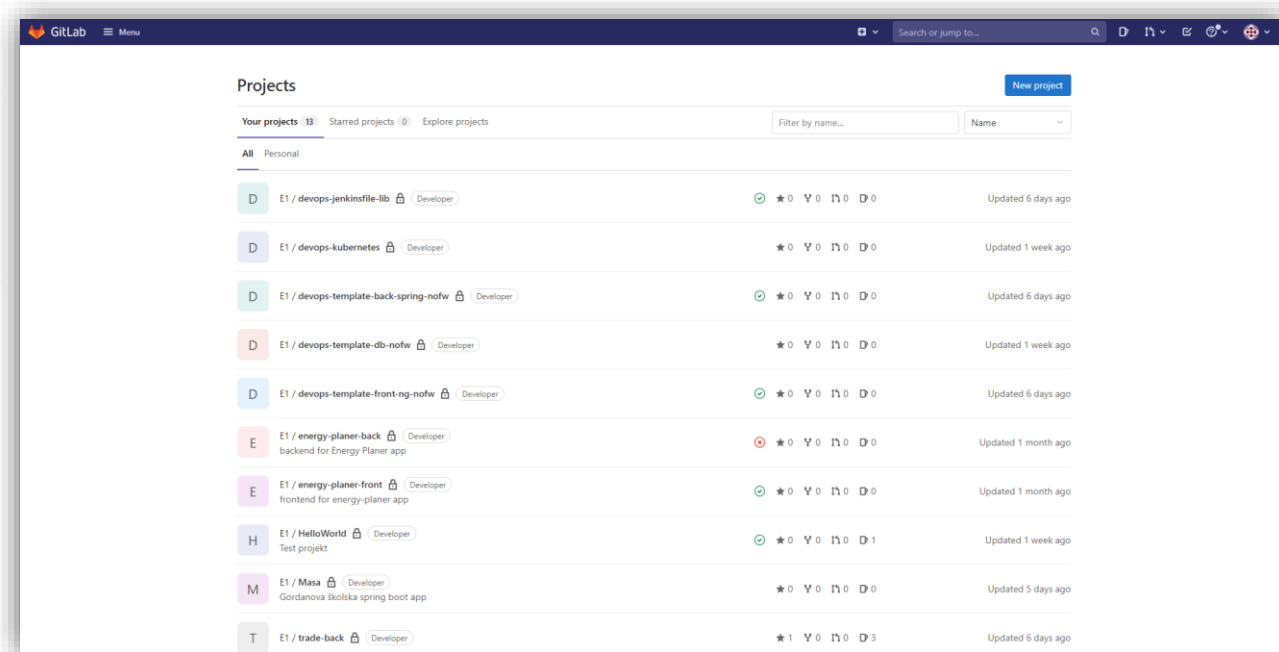 GitLab Menu Search or jump to...
Projects New project
Your projects 13 Starred projects 0 Explore projects Filter by name... Name
All Personal
D E1 / devops-jenkinsfile-lib Developer 0 0 0 0 Updated 6 days ago
D E1 / devops-kubernetes Developer 0 0 0 0 Updated 1 week ago
D E1 / devops-template-back-spring-nofw Developer 0 0 0 0 Updated 6 days ago
D E1 / devops-template-db-nofw Developer 0 0 0 0 Updated 1 week ago
D E1 / devops-template-front-ng-nofw Developer 0 0 0 0 Updated 6 days ago
E E1 / energy-planer-back Developer 0 0 0 0 Updated 1 month ago
backend for Energy Planer app
E E1 / energy-planer-front Developer 0 0 0 0 Updated 1 month ago
frontend for energy-planer app
H E1 / HelloWorld Developer 0 0 0 1 Updated 1 week ago
Test projekt
M E1 / Masa Developer 0 0 0 0 Updated 5 days ago
Gordanova školska spring boot app
T E1 / trade-back Developer 1 0 0 3 Updated 6 days ago